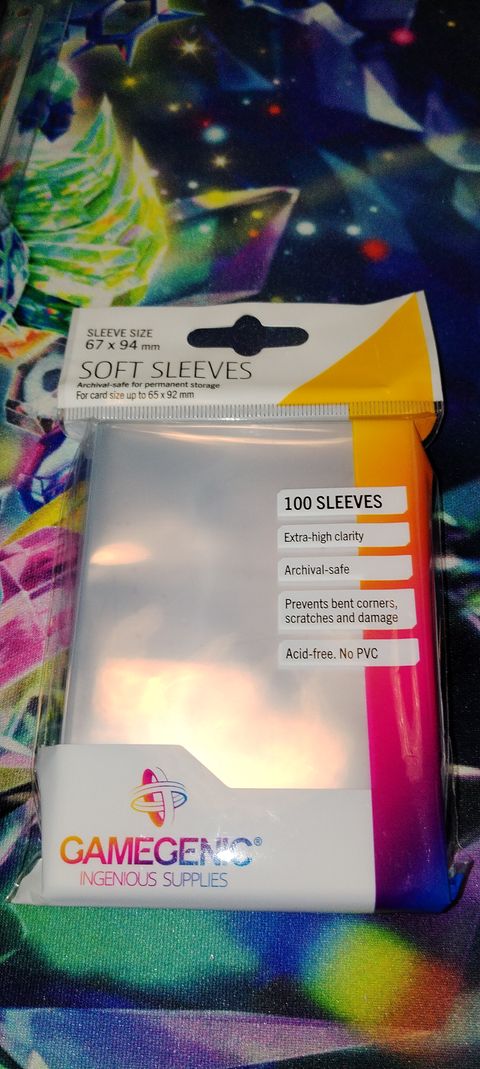 SLEEVE SIZE
67 x 94 mm
SOFT SLEEVES
Archival-safe for permanent storage
For card size up to 65 x 92 mm
100 SLEEVES
Extra-high clarity
Archival-safe
Prevents bent corners,
scratches and damage
Acid-free. No PVC
GAMEGENIC®
INGENIOUS SUPPLIES